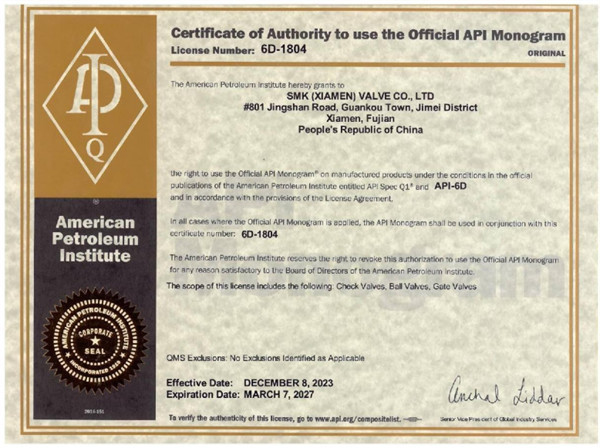 Certificate of Authority to use the Official API Monogram
License Number: 6D-1804
ORIGINAL
API
Q
The American Petroleum Institute hereby grants to
SMK (XIAMEN) VALVE CO., LTD
#801 Jingshan Road, Guankou Town, Jimei District
Xiamen, Fujian
People's Republic of China
the right to use the Official API Monogram® on manufactured products under the conditions in the official
publications of the American Petroleum Institute entitled API Spec Q1® and API-6D
and in accordance with the provisions of the License Agreement.
American
Petroleum
Institute
In all cases where the Official API Monogram is applied, the API Monogram shall be used in conjunction with this
certificate number: 6D-1804
The American Petroleum Institute reserves the right to revoke this authorization to use the Official API Monogram
for any reason satisfactory to the Board of Directors of the American Petroleum Institute.
The scope of this license includes the following: Check Valves, Ball Valves, Gate Valves
AMERICAN PETROLEUM INSTITUTE
CORPORATE
SEAL
INCORPORATED 1919
QMS Exclusions: No Exclusions Identified as Applicable
Effective Date: DECEMBER 8, 2023
Expiration Date: MARCH 7, 2027
Anchal Liddar
To verify the authenticity of this license, go to www.api.org/compositelist.
Senior Vice President of Global Industry Services